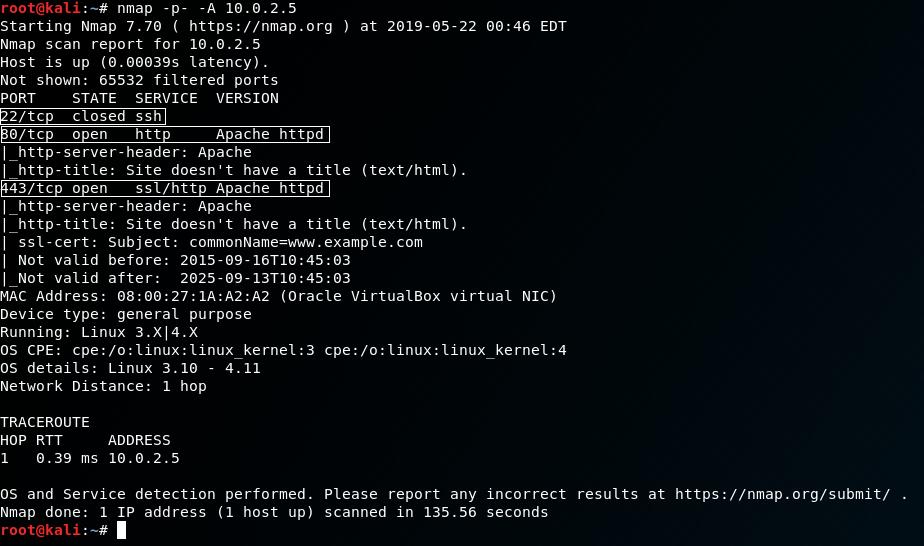 root@kali:~# nmap -p- -A 10.0.2.5
Starting Nmap 7.70 ( https://nmap.org ) at 2019-05-22 00:46 EDT
Nmap scan report for 10.0.2.5
Host is up (0.00039s latency).
Not shown: 65532 filtered ports
PORT    STATE  SERVICE  VERSION
22/tcp  closed ssh
80/tcp  open   http     Apache httpd
|_http-server-header: Apache
|_http-title: Site doesn't have a title (text/html).
443/tcp open   ssl/http Apache httpd
|_http-server-header: Apache
|_http-title: Site doesn't have a title (text/html).
| ssl-cert: Subject: commonName=www.example.com
| Not valid before: 2015-09-16T10:45:03
|_Not valid after:  2025-09-13T10:45:03
MAC Address: 08:00:27:1A:A2:A2 (Oracle VirtualBox virtual NIC)
Device type: general purpose
Running: Linux 3.X|4.X
OS CPE: cpe:/o:linux:linux_kernel:3 cpe:/o:linux:linux_kernel:4
OS details: Linux 3.10 - 4.11
Network Distance: 1 hop
TRACEROUTE
HOP RTT     ADDRESS
1   0.39 ms 10.0.2.5
OS and Service detection performed. Please report any incorrect results at https://nmap.org/submit/ .
Nmap done: 1 IP address (1 host up) scanned in 135.56 seconds
root@kali:~#